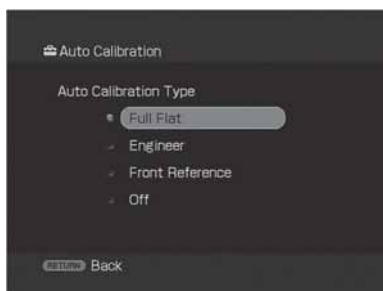 Auto Calibration
Auto Calibration Type
Full Flat
Engineer
Front Reference
Off
RETURN Back